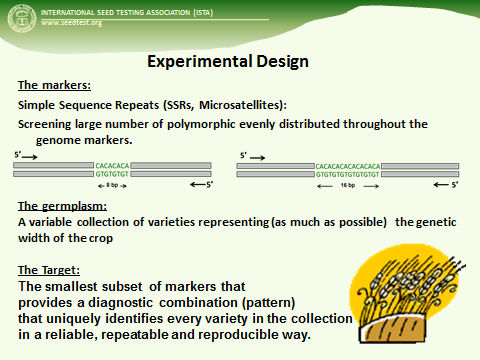 INTERNATIONAL SEED TESTING ASSOCIATION (ISTA)
www.seedtest.org
Experimental Design
The markers:
Simple Sequence Repeats (SSRs, Microsatellites):
Screening large number of polymorphic evenly distributed throughout the
genome markers.
5’ CACACACA 5’ CACACACACACACACA
GTGTGTGT 5’ GTGTGTGTGTGTGTGT 5’
8 bp 16 bp
The germplasm:
A variable collection of varieties representing (as much as possible) the genetic
width of the crop
The Target:
The smallest subset of markers that
provides a diagnostic combination (pattern)
that uniquely identifies every variety in the collection
in a reliable, repeatable and reproducible way.